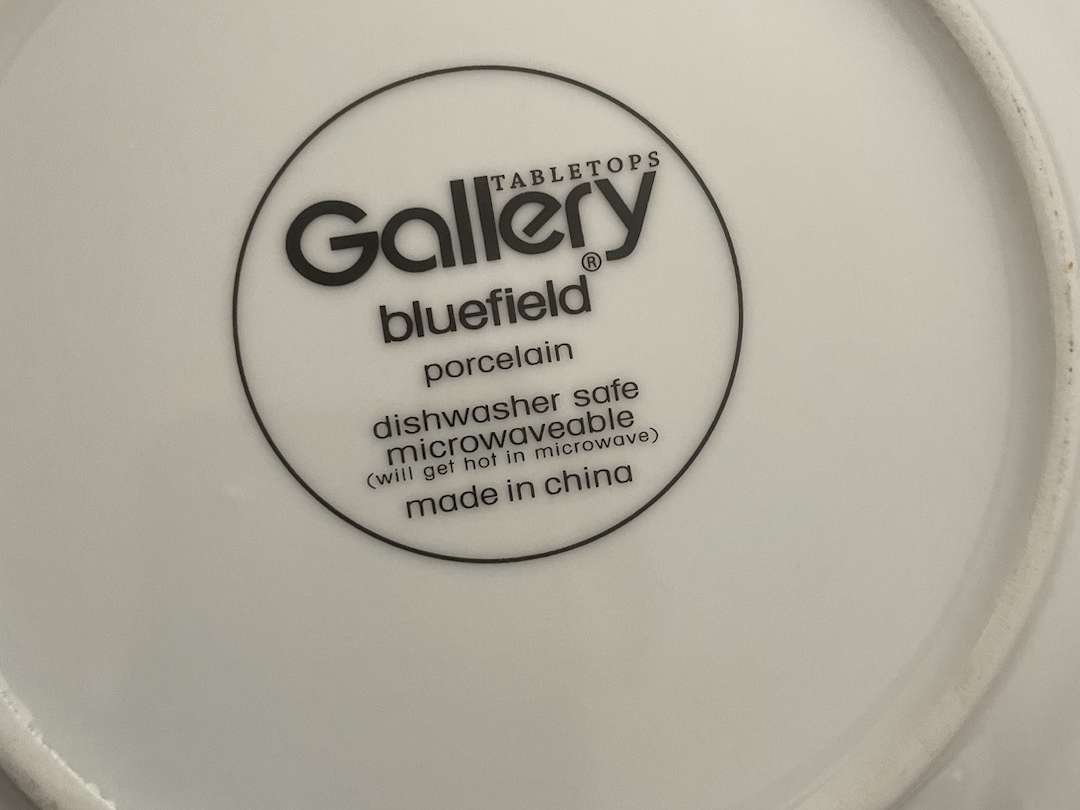 TABLETOPS
Gallery®
bluefield
porcelain
dishwasher safe
microwaveable
(will get hot in microwave)
made in china